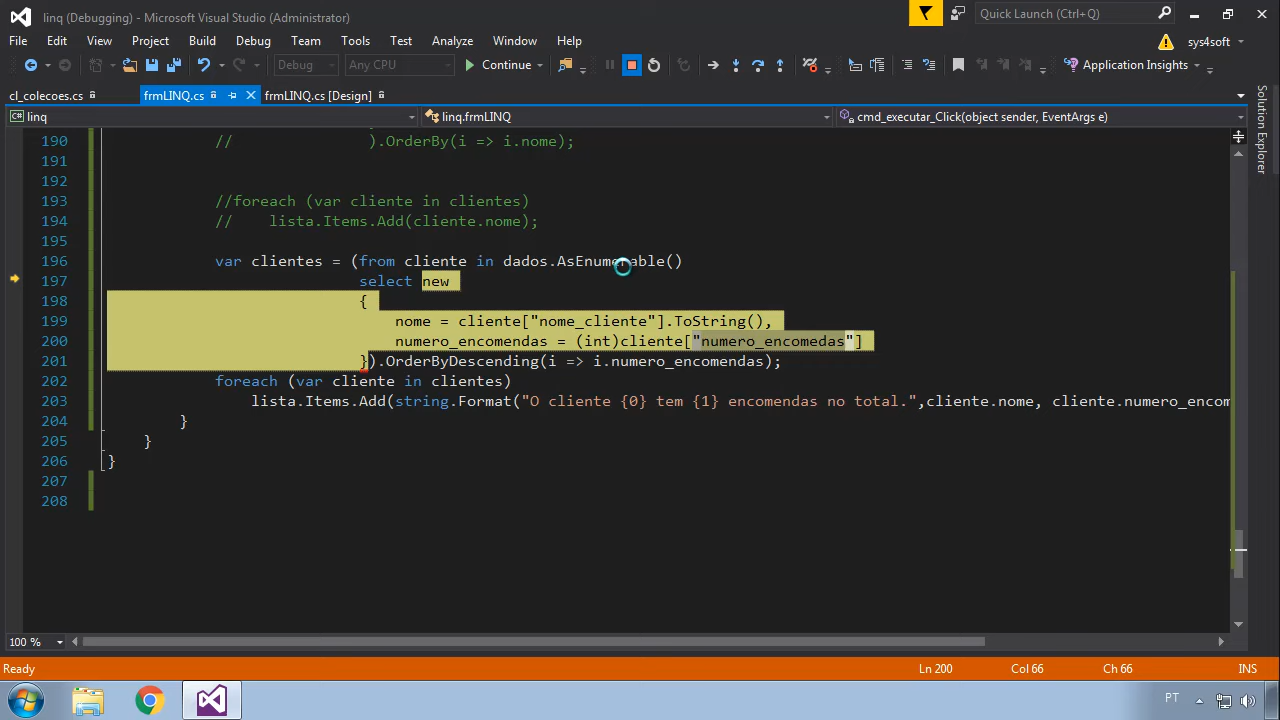 linq (Debugging) - Microsoft Visual Studio (Administrator)
Quick Launch (Ctrl+Q)
File Edit View Project Build Debug Team Tools Test Analyze Window Help
sys4soft
Debug Any CPU Continue Application Insights
cl_colecoes.cs frmLINQ.cs frmLINQ.cs [Design]
linq linq.frmLINQ cmd_executar_Click(object sender, EventArgs e)
Solution Explorer
190 // ).OrderBy(i => i.nome);
191
192
193 //foreach (var cliente in clientes)
194 // lista.Items.Add(cliente.nome);
195
196 var clientes = (from cliente in dados.AsEnumerable()
197 select new
198 {
199 nome = cliente["nome_cliente"].ToString(),
200 numero_encomendas = (int)cliente["numero_encomedas"]
201 }).OrderByDescending(i => i.numero_encomendas);
202 foreach (var cliente in clientes)
203 lista.Items.Add(string.Format("O cliente {0} tem {1} encomendas no total.",cliente.nome, cliente.numero_encom
204 }
205 }
206 }
207
208
100 %
Ready Ln 200 Col 66 Ch 66 INS
PT